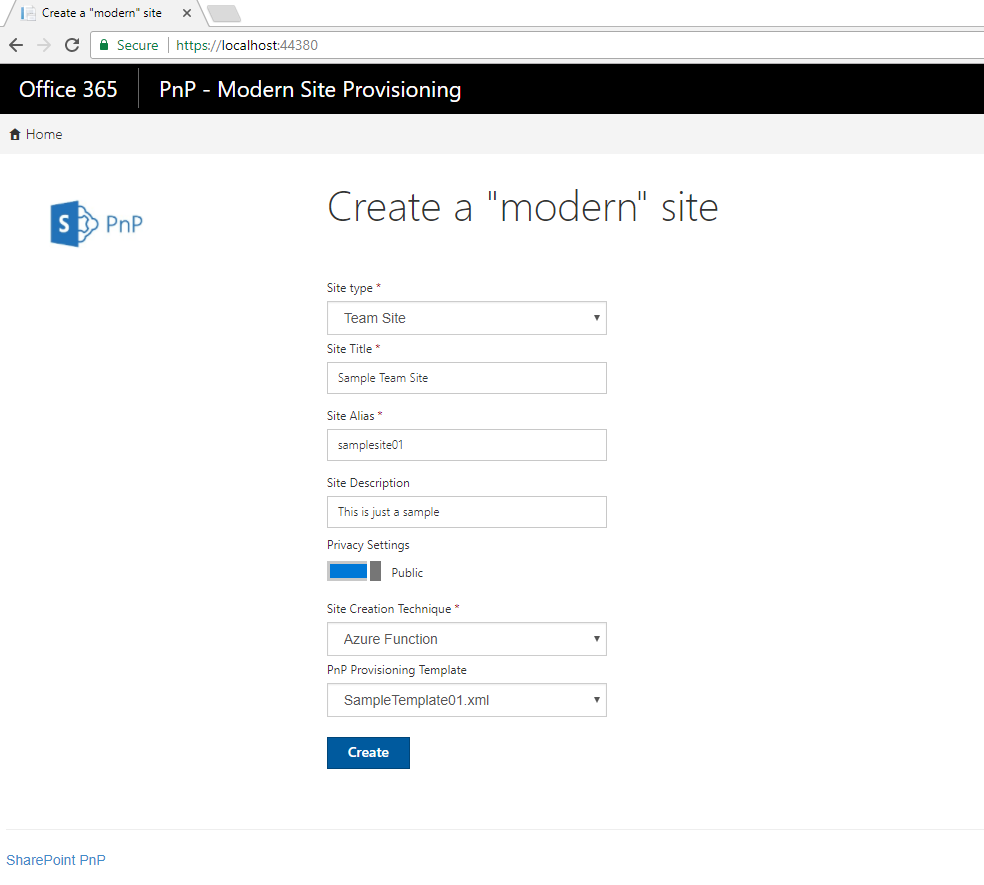 Create a "modern" site
Secure | https://localhost:44380
Office 365 PnP - Modern Site Provisioning
Home
S PnP
Create a "modern" site
Site type *
Team Site
Site Title *
Sample Team Site
Site Alias *
samplesite01
Site Description
This is just a sample
Privacy Settings
Public
Site Creation Technique *
Azure Function
PnP Provisioning Template
SampleTemplate01.xml
Create
SharePoint PnP